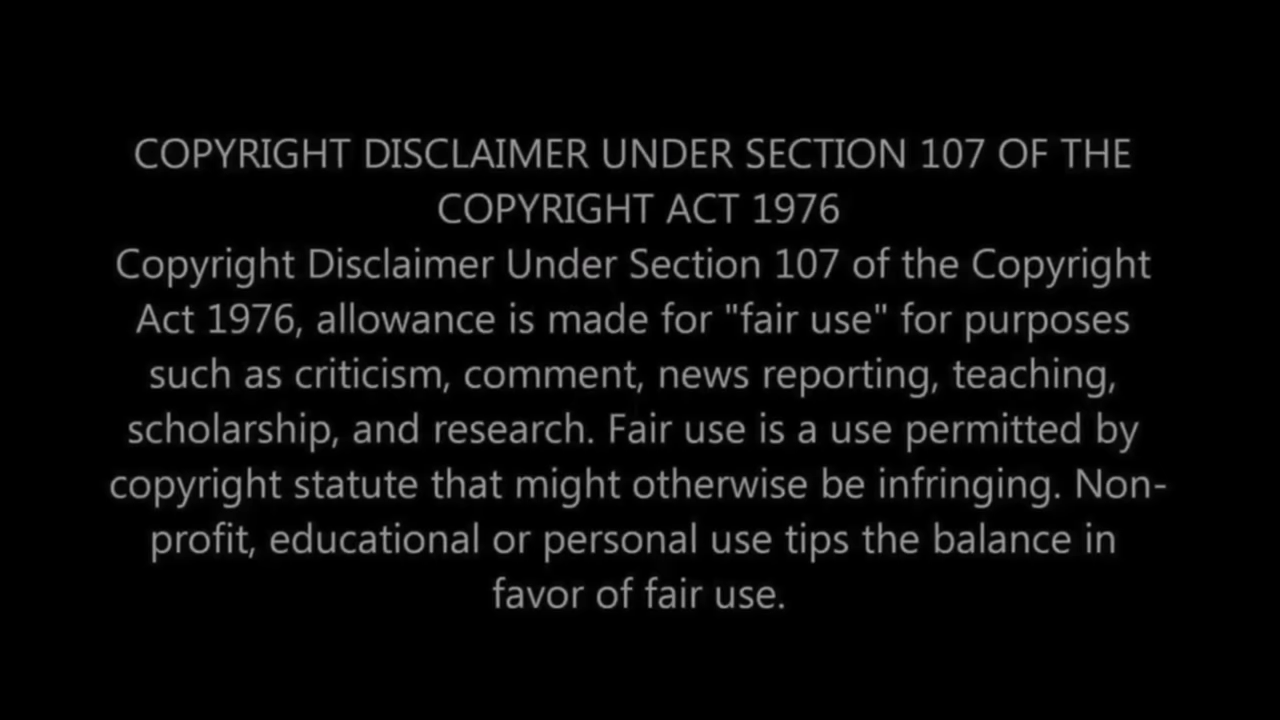 COPYRIGHT DISCLAIMER UNDER SECTION 107 OF THE
COPYRIGHT ACT 1976
Copyright Disclaimer Under Section 107 of the Copyright
Act 1976, allowance is made for "fair use" for purposes
such as criticism, comment, news reporting, teaching,
scholarship, and research. Fair use is a use permitted by
copyright statute that might otherwise be infringing. Non-
profit, educational or personal use tips the balance in
favor of fair use.